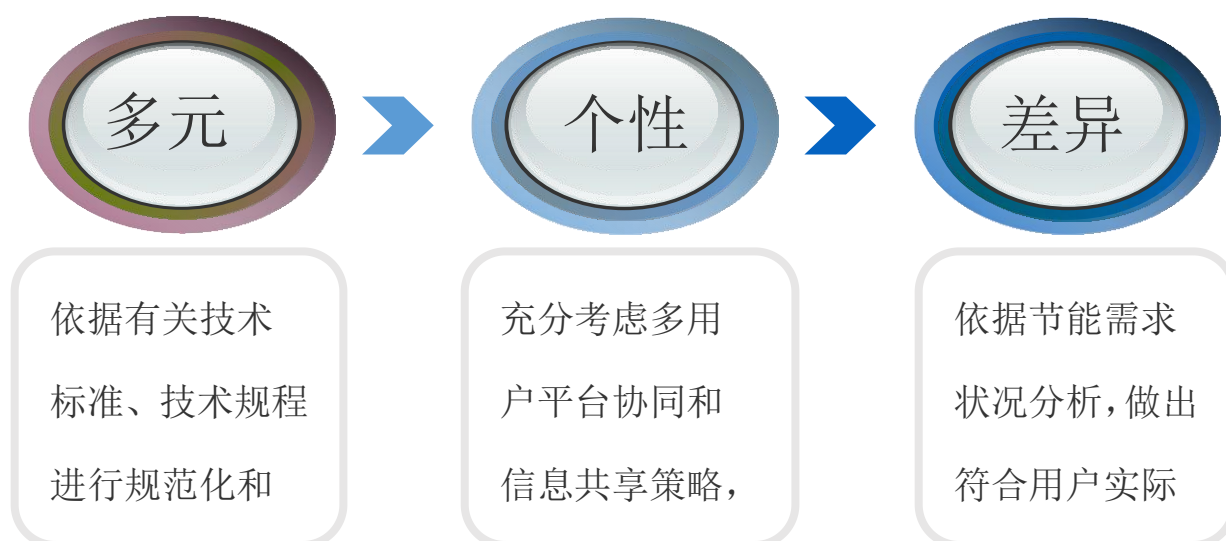 多元
个性
差异
依据有关技术
标准、技术规程
进行规范化和
充分考虑多用
户平台协同和
信息共享策略，
依据节能需求
状况分析，做出
符合用户实际